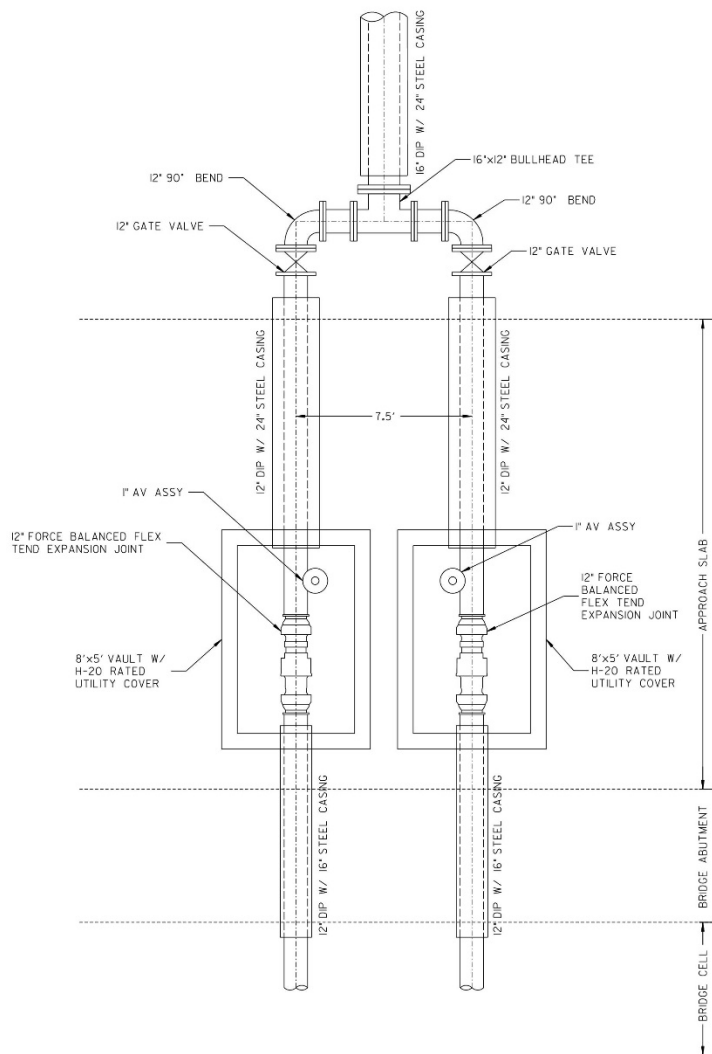 16" DIP W/ 24" STEEL CASING
16"x12" BULLHEAD TEE
12" 90° BEND
12" 90° BEND
12" GATE VALVE
12" GATE VALVE
12" DIP W/ 24" STEEL CASING
12" DIP W/ 24" STEEL CASING
7.5'
1" AV ASSY
1" AV ASSY
12" FORCE BALANCED FLEX
TEND EXPANSION JOINT
12" FORCE
BALANCED
FLEX TEND
EXPANSION JOINT
8'x5' VAULT W/
H-20 RATED
UTILITY COVER
8'x5' VAULT W/
H-20 RATED
UTILITY COVER
APPROACH SLAB
12" DIP W/ 16" STEEL CASING
12" DIP W/ 16" STEEL CASING
BRIDGE ABUTMENT
BRIDGE CELL